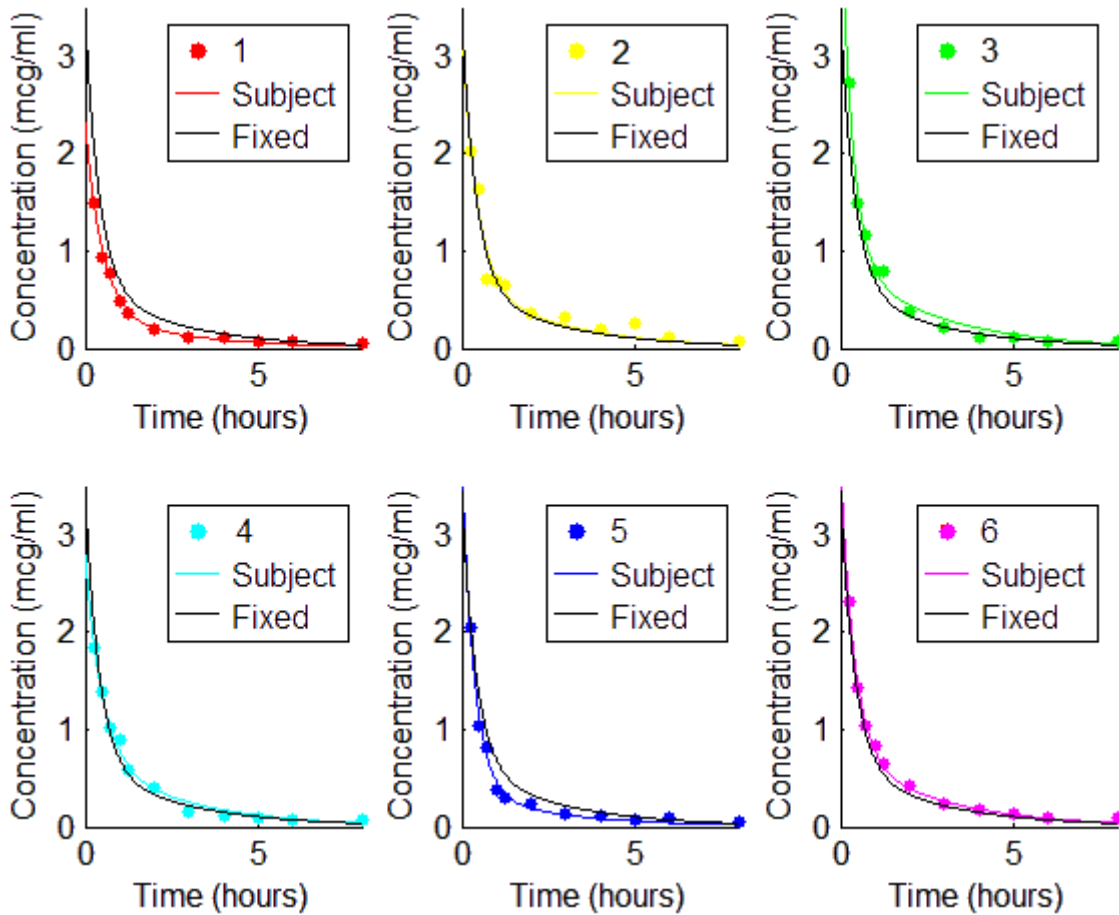 Concentration (mcg/ml)
3
2
1
0
1
Subject
Fixed
0
5
Time (hours)
Concentration (mcg/ml)
3
2
1
0
2
Subject
Fixed
0
5
Time (hours)
Concentration (mcg/ml)
3
2
1
0
3
Subject
Fixed
0
5
Time (hours)
Concentration (mcg/ml)
3
2
1
0
4
Subject
Fixed
0
5
Time (hours)
Concentration (mcg/ml)
3
2
1
0
5
Subject
Fixed
0
5
Time (hours)
Concentration (mcg/ml)
3
2
1
0
6
Subject
Fixed
0
5
Time (hours)